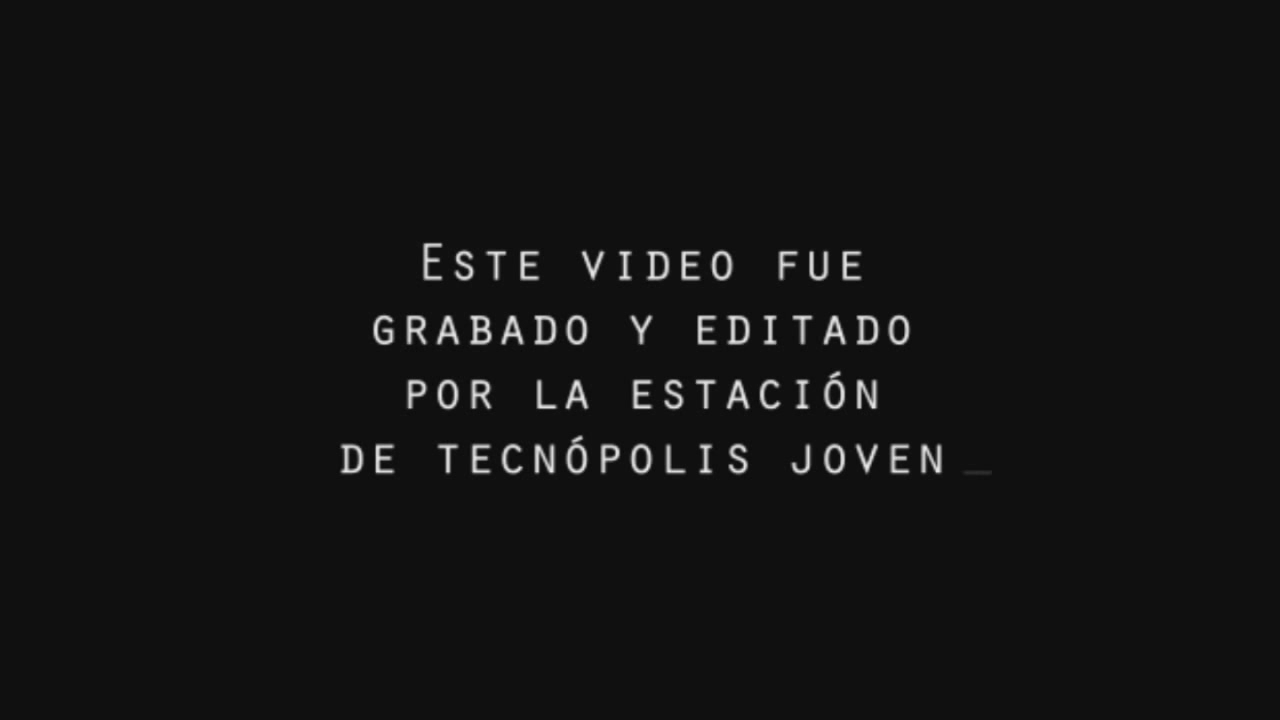 Este video fue
grabado y editado
por la estación
de tecnópolis joven _